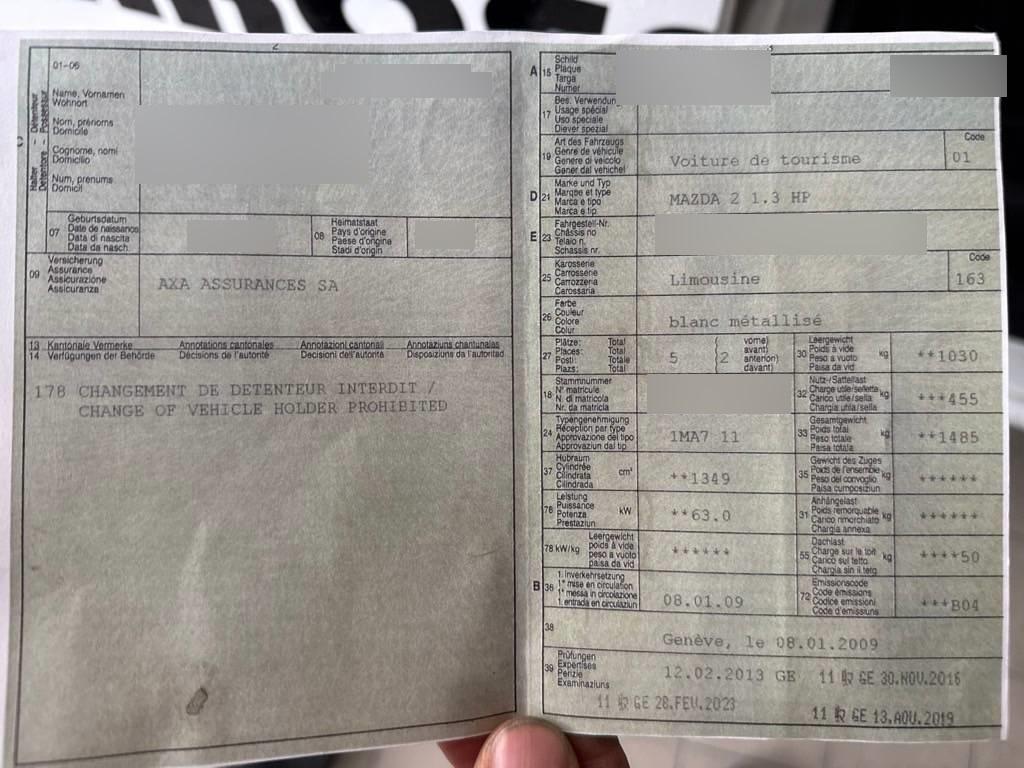 2
01-06
Halter - Détenteur
Detentore - Possessur
Name, Vornamen
Wohnort
Nom, prénoms
Domicile
Cognome, nomi
Domicilio
Num, prenums
Domicil
07
Geburtsdatum
Date de naissance
Data di nascita
Data da nasch.
08
Heimatstaat
Pays d'origine
Paese d'origine
Stadi d'origin
09
Versicherung
Assurance
Assicurazione
Assicuranza
AXA ASSURANCES SA
13 Kantonale Vermerke Annotations cantonales Annotazioni cantonali Annotaziuns chantunalas
14 Verfügungen der Behörde Décisions de l'autorité Decisioni dell'autorità Disposiziuns da l'autoritad
178 CHANGEMENT DE DETENTEUR INTERDIT /
CHANGE OF VEHICLE HOLDER PROHIBITED
3
A 15
Schild
Plaque
Targa
Numer
17
Bes. Verwendun
Usage spécial
Uso speciale
Diever spezial
19
Art des Fahrzeugs
Genre de véhicule
Genere di veicolo
Gener dal vehichel
Voiture de tourisme
Code
01
D 21
Marke und Typ
Marque et type
Marca e tipo
Marca e tip
MAZDA 2 1.3 HP
E 23
Fahrgestell-Nr.
Châssis no
Telaio n.
Schassis nr.
25
Karosserie
Carrosserie
Carrozzeria
Carossaria
Limousine
Code
163
26
Farbe
Couleur
Colore
Colur
blanc métallisé
27
Plätze: Total
Places: Total
Posti: Totale
Plazs: Total
5 (2
vorne)
avant)
anteriori)
davant)
30
Leergewicht
Poids à vide
Peso a vuoto
Paisa da vid
kg
**1030
18
Stammnummer
N° matricule
N. di matricola
Nr. da matricla
32
Nutz-/Sattellast
Charge utile/sellette
Carico utile/sella
Chargia utila/sella
kg
***455
24
Typengenehmigung
Réception par type
Approvazione del tipo
Approvaziun dal tip
1MA7 11
33
Gesamtgewicht
Poids total
Peso totale
Paisa totala
kg
**1485
37
Hubraum
Cylindrée
Cilindrata
Cilindrada
cm³
**1349
35
Gewicht des Zuges
Poids de l'ensemble
Peso del convoglio
Paisa cumposiziun
kg
******
76
Leistung
Puissance
Potenza
Prestaziun
kW
**63.0
31
Anhängelast
Poids remorquable
Carico rimorchiato
Chargia annexa
kg
******
78 kW/kg
Leergewicht
poids à vide
peso a vuoto
paisa da vid
******
55
Dachlast
Charge sur le toit
Carico sul tetto
Chargia sin il tetg
kg
****50
B 36
1. Inverkehrsetzung
1re mise en circulation
1a messa in circolazione
1. entrada en circulaziun
08.01.09
72
Emissionscode
Code émissions
Codice emissioni
Code d'emissiuns
***B04
38
Genève, le 08.01.2009
39
Prüfungen
Expertises
Perizie
Examinaziuns
12.02.2013 GE 11 GE 30.NOV.2016
11 GE 28.FEV.2023
11 GE 13.AOU.2019